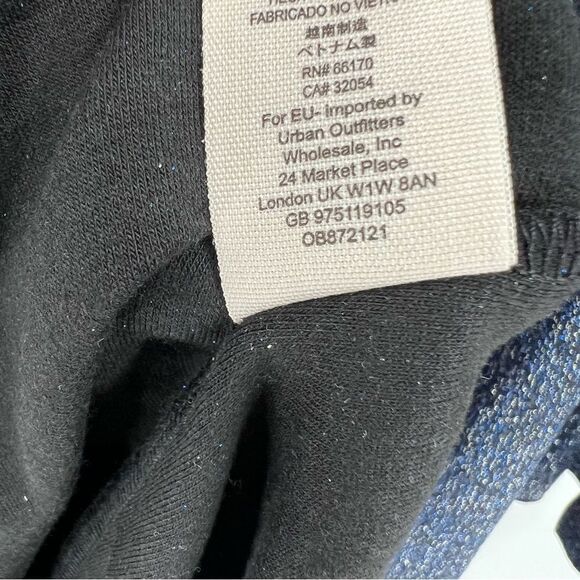 FABRICADO NO VIETNÃ
越南制造
ベトナム製
RN# 66170
CA# 32054
For EU- Imported by
Urban Outfitters
Wholesale, Inc
24 Market Place
London UK W1W 8AN
GB 975119105
OB872121